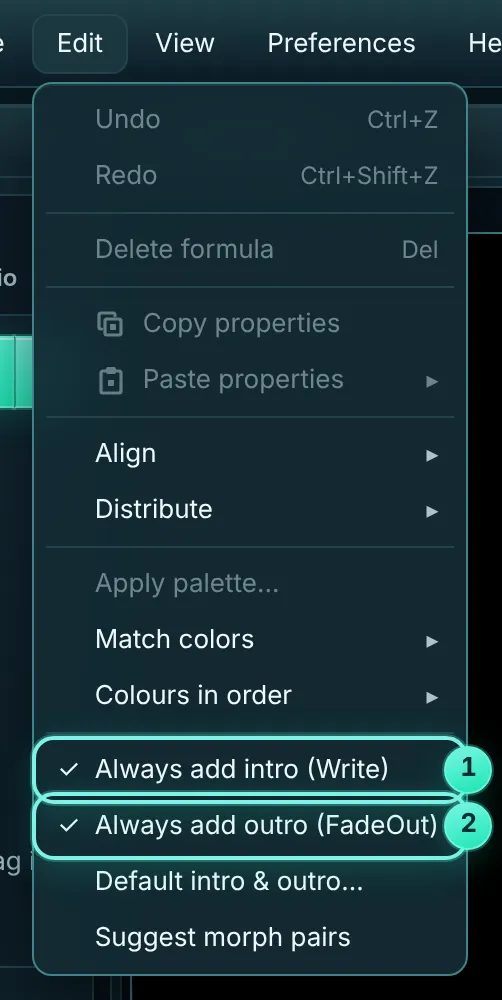 Edit View Preferences
Undo Ctrl+Z
Redo Ctrl+Shift+Z
Delete formula Del
Copy properties
Paste properties ▸
Align ▸
Distribute ▸
Apply palette...
Match colors ▸
Colours in order ▸
✓ Always add intro (Write) 1
✓ Always add outro (FadeOut) 2
Default intro & outro...
Suggest morph pairs